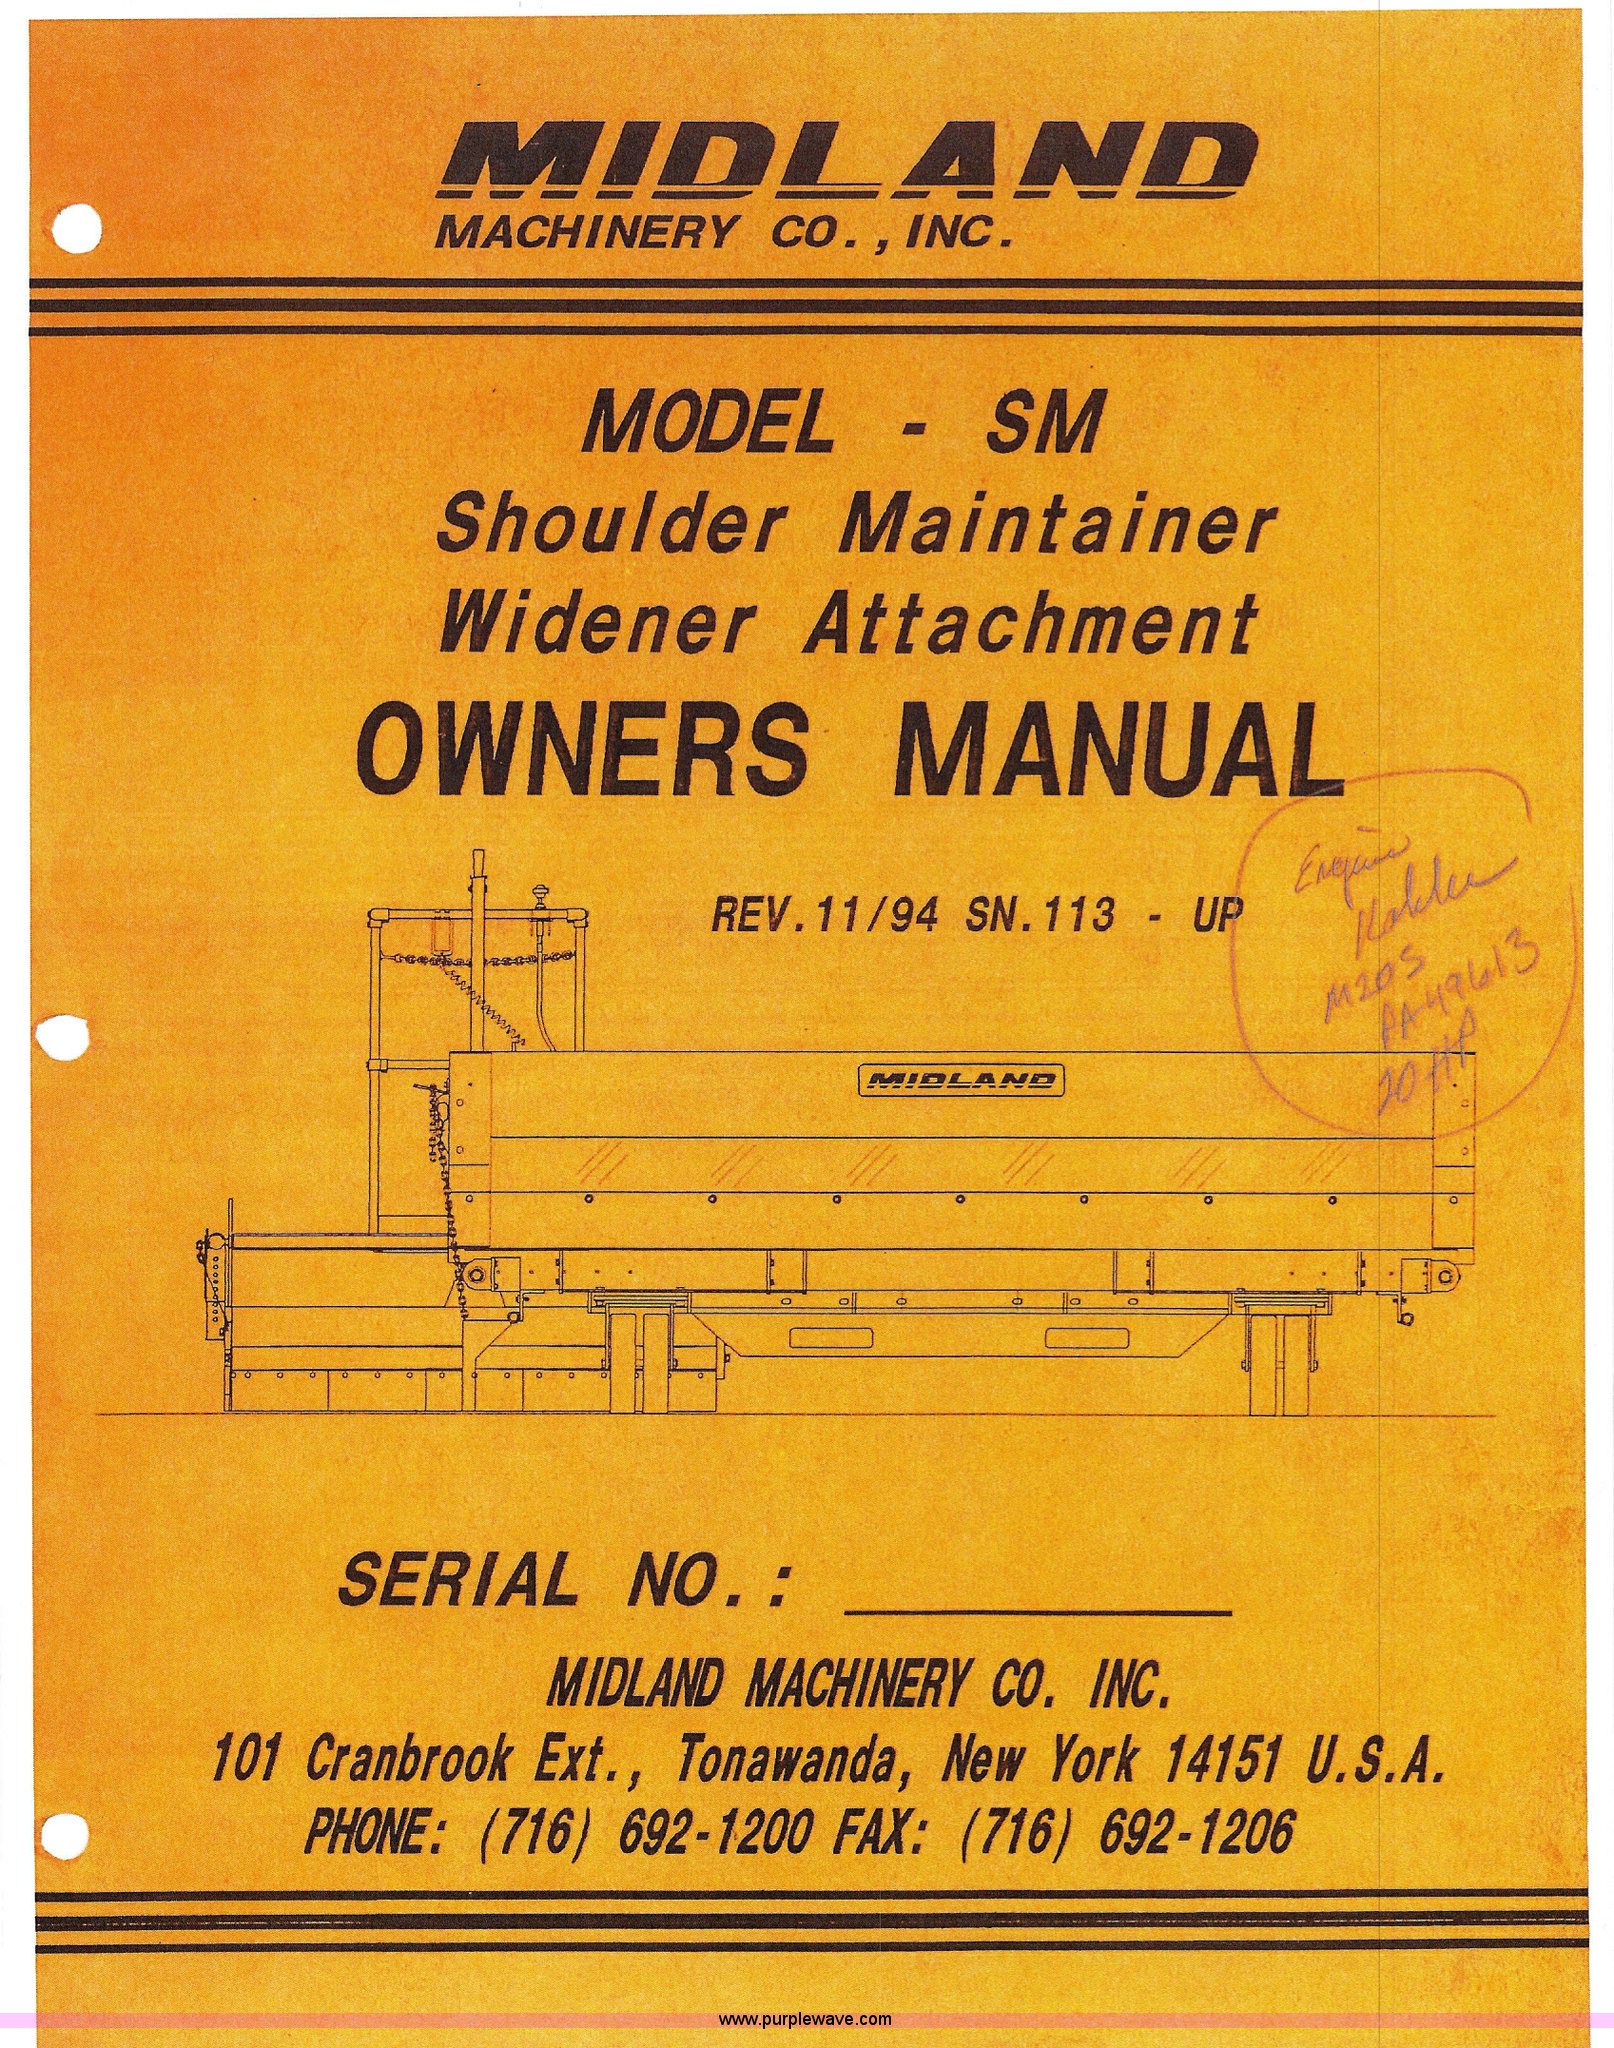 MIDLAND
MACHINERY CO., INC.
MODEL - SM
Shoulder Maintainer
Widener Attachment
OWNERS MANUAL
REV.11/94 SN.113 - UP
Engine
Kohler
M20S
PA49613
20 HP
MIDLAND
SERIAL NO.:
MIDLAND MACHINERY CO. INC.
101 Cranbrook Ext., Tonawanda, New York 14151 U.S.A.
PHONE: (716) 692-1200 FAX: (716) 692-1206
www.purplewave.com